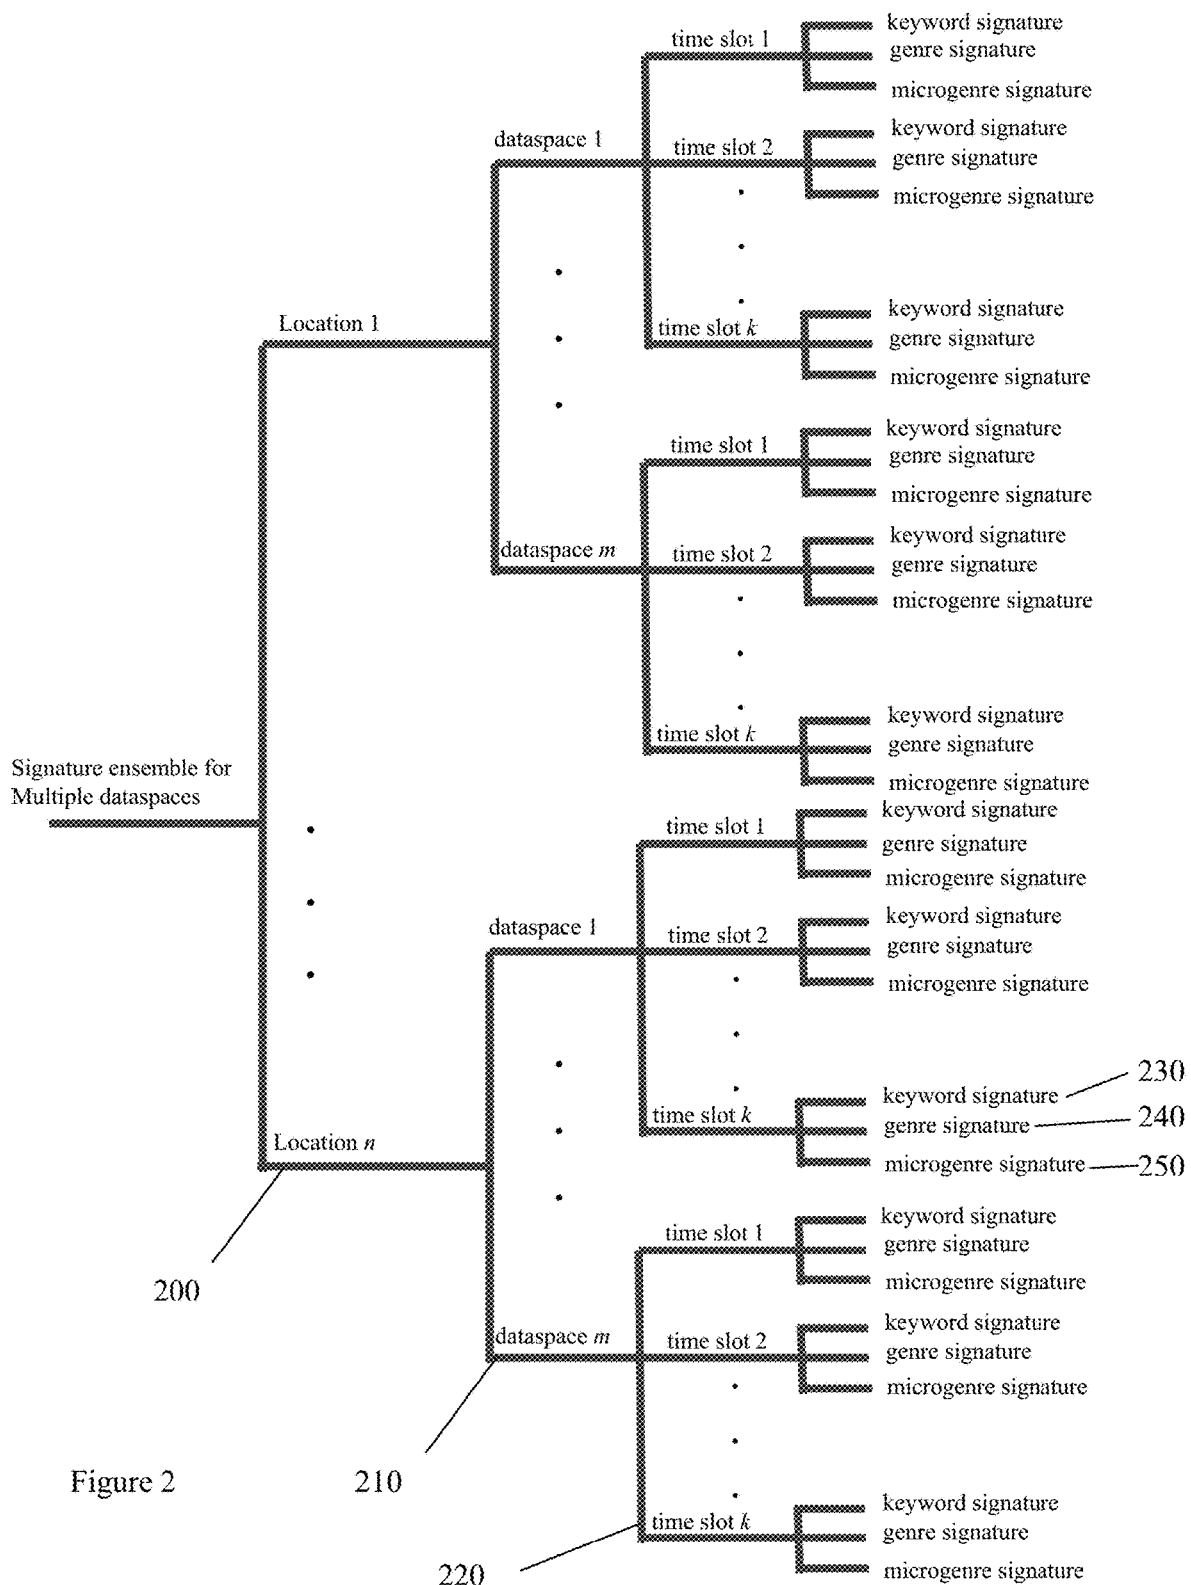 time slot 1
keyword signature
genre signature
microgenre signature
dataspace 1
time slot 2
keyword signature
genre signature
microgenre signature
Location 1
time slot k
keyword signature
genre signature
microgenre signature
time slot 1
keyword signature
genre signature
microgenre signature
dataspace m
time slot 2
keyword signature
genre signature
microgenre signature
time slot k
keyword signature
genre signature
microgenre signature
Signature ensemble for
Multiple dataspaces
time slot 1
keyword signature
genre signature
microgenre signature
dataspace 1
time slot 2
keyword signature
genre signature
microgenre signature
time slot k
keyword signature
230
genre signature
240
microgenre signature
250
Location n
200
time slot 1
keyword signature
genre signature
microgenre signature
dataspace m
time slot 2
keyword signature
genre signature
microgenre signature
210
time slot k
keyword signature
genre signature
microgenre signature
220
Figure 2